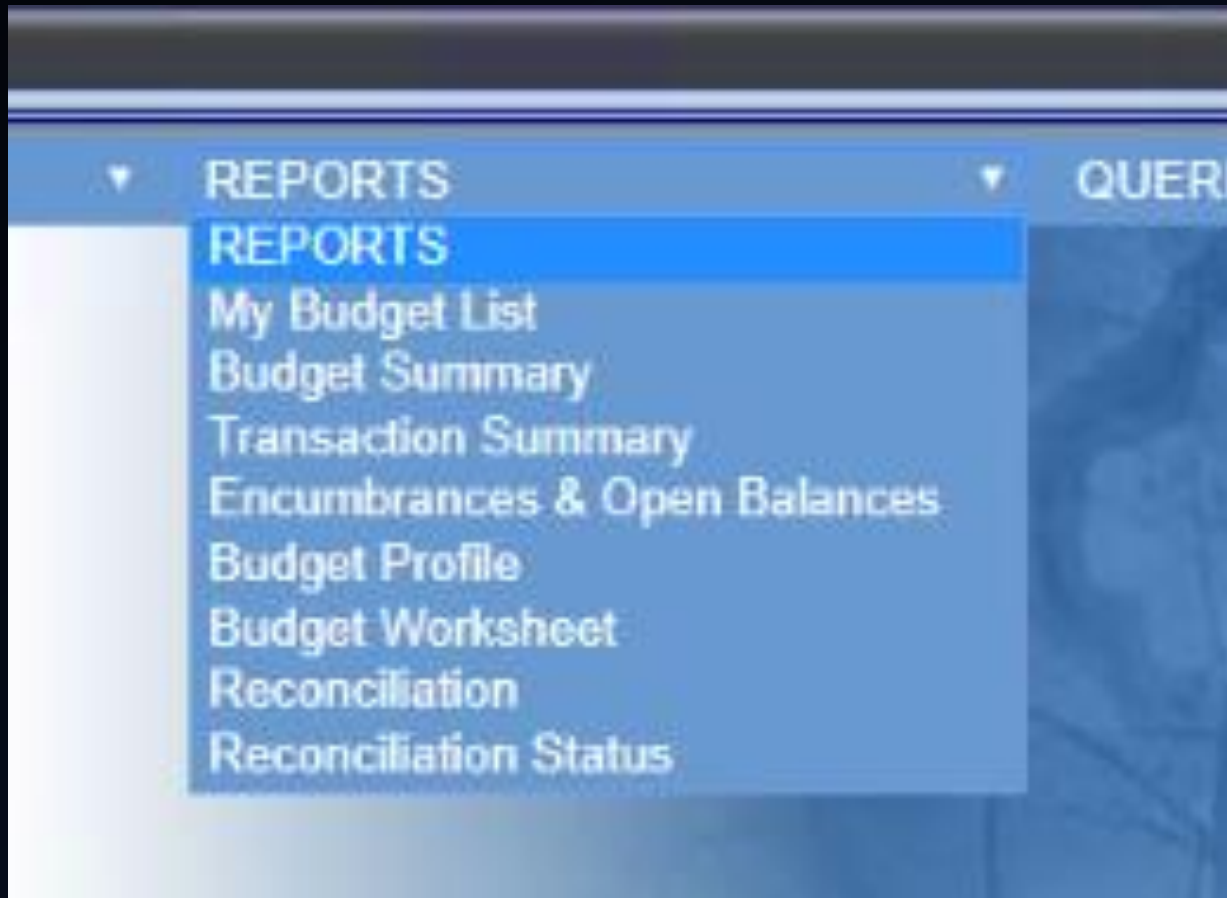 REPORTS
REPORTS
My Budget List
Budget Summary
Transaction Summary
Encumbrances & Open Balances
Budget Profile
Budget Worksheet
Reconciliation
Reconciliation Status